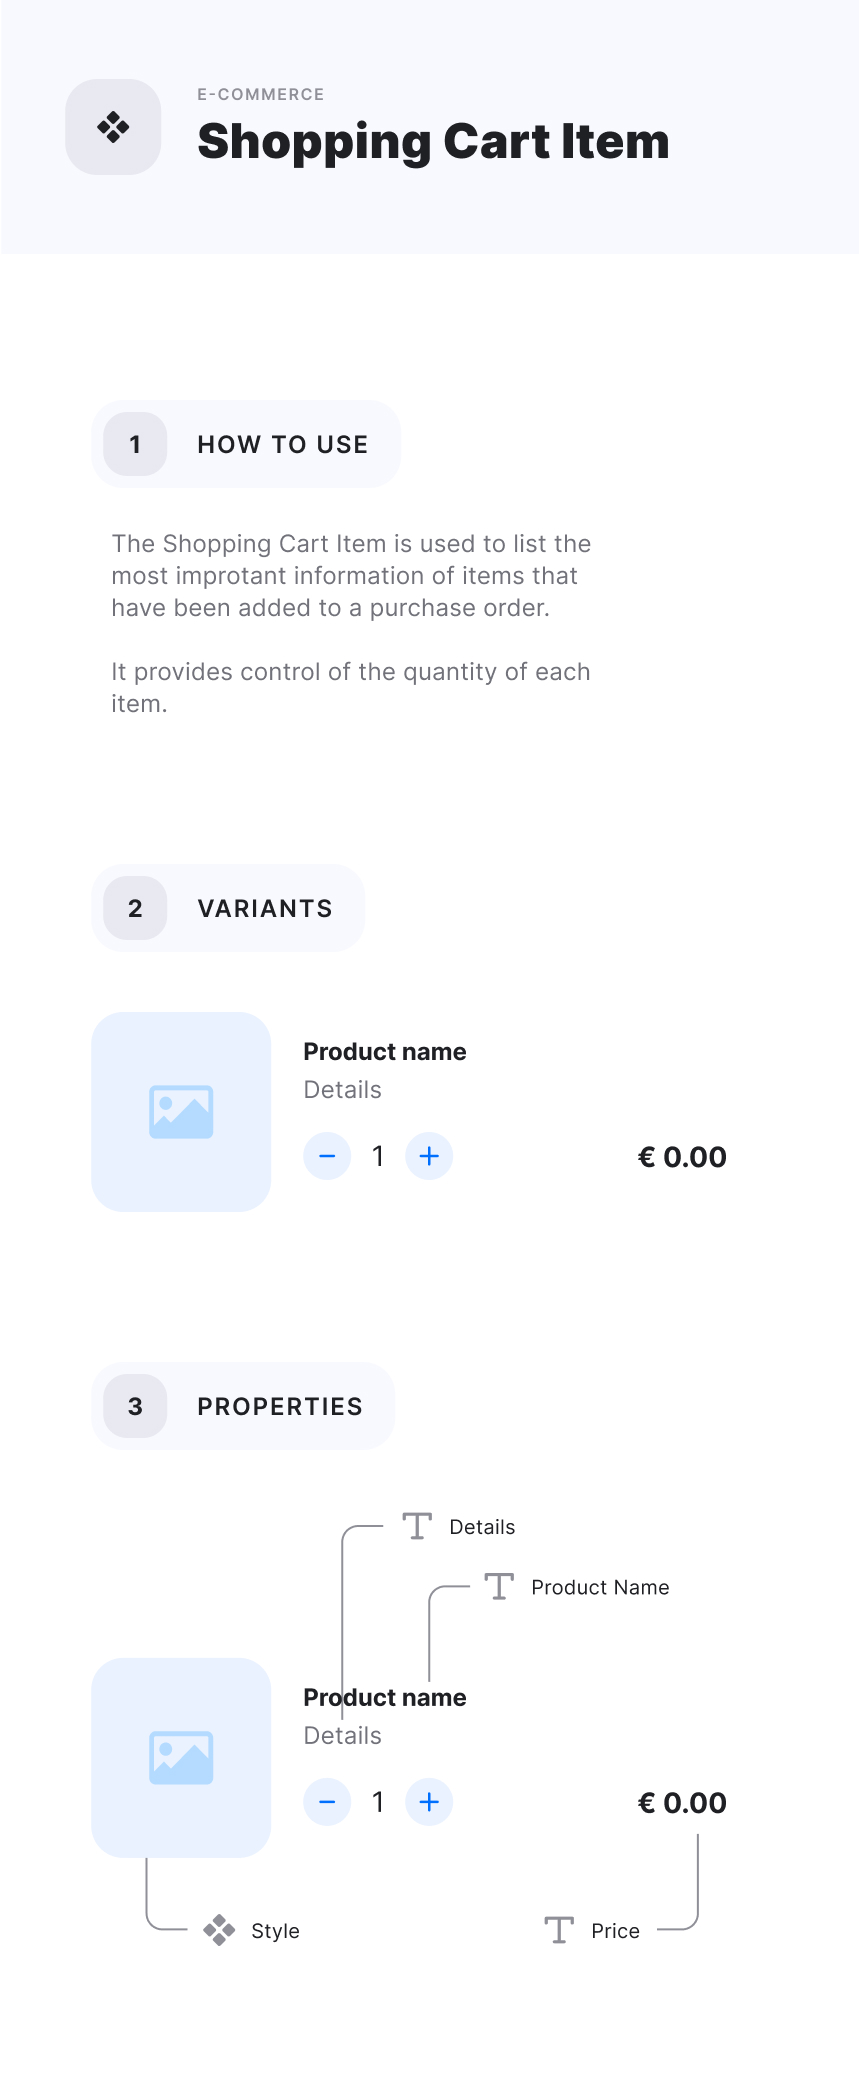 E-COMMERCE
Shopping Cart Item
1 HOW TO USE
The Shopping Cart Item is used to list the
most improtant information of items that
have been added to a purchase order.
It provides control of the quantity of each
item.
2 VARIANTS
Product name
Details
1
€ 0.00
3 PROPERTIES
Details
Product Name
Product name
Details
1
€ 0.00
Style
Price